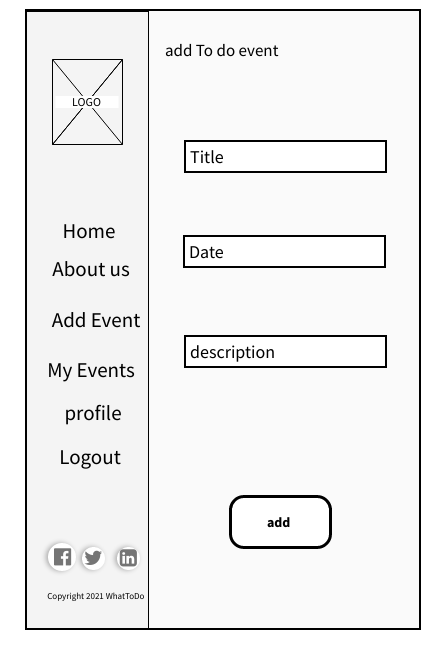 LOGO
Home
About us
Add Event
My Events
profile
Logout
Copyright 2021 WhatToDo
add To do event
Title
Date
description
add